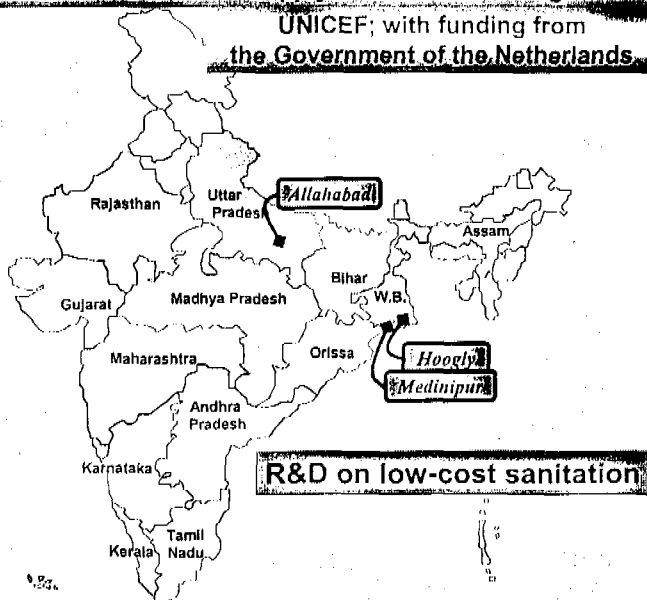 UNICEF; with funding from
the Government of the Netherlands
Allahabad
Rajasthan
Uttar
Pradesh
Assam
Bihar
W.B.
Gujarat
Madhya Pradesh
Maharashtra
Orissa
Hoogly
Medinipur
Andhra
Pradesh
Karnataka
R&D on low-cost sanitation
Tamil
Nadu
Kerala